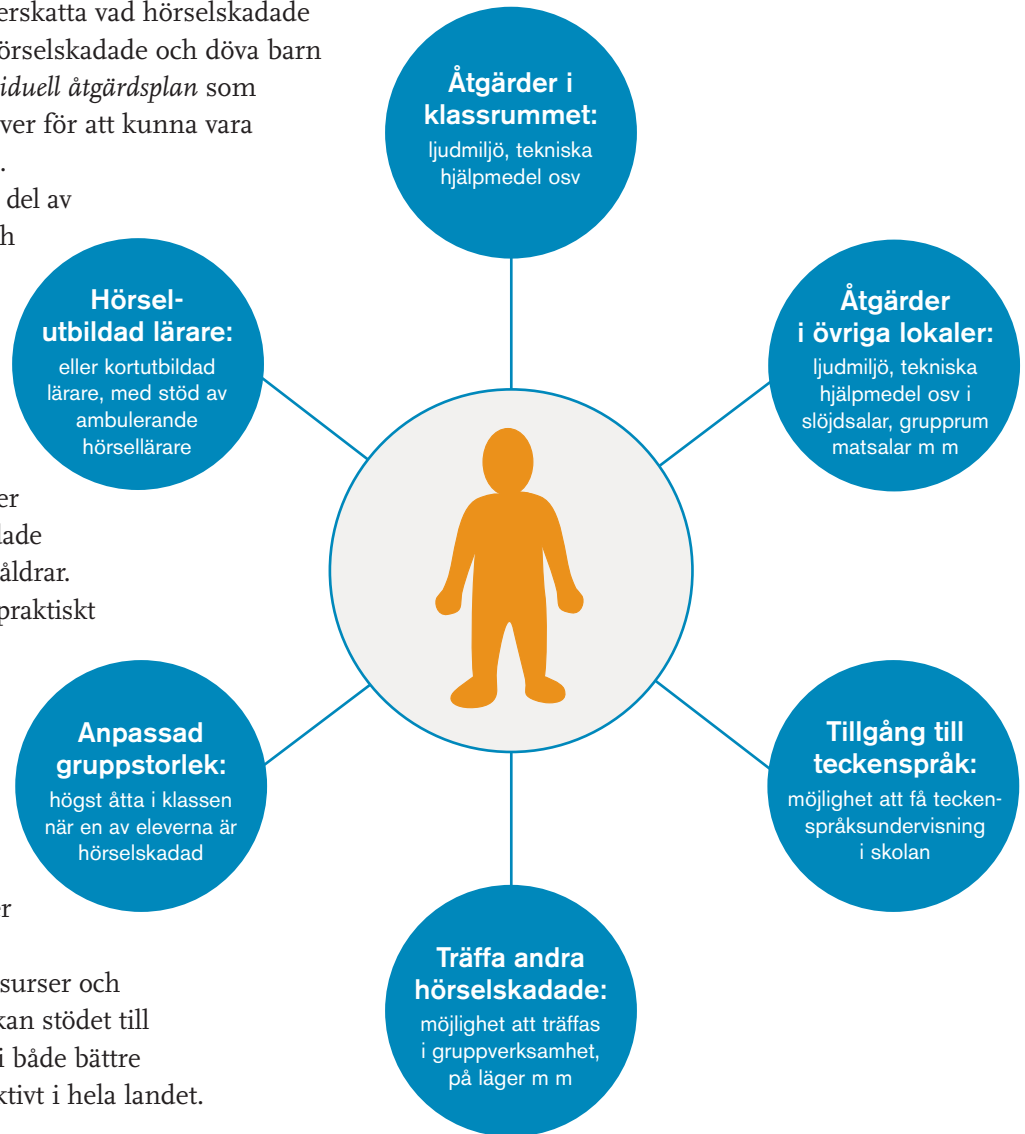 erskatta vad hörselskadade
örselskadade och döva barn
iduell åtgärdsplan som
ver för att kunna vara
.
del av
h
er
dade
åldrar.
praktiskt
er
surser och
kan stödet till
i både bättre
ktivt i hela landet.
Åtgärder i
klassrummet:
ljudmiljö, tekniska
hjälpmedel osv
Hörsel-
utbildad lärare:
eller kortutbildad
lärare, med stöd av
ambulerande
hörsellärare
Åtgärder
i övriga lokaler:
ljudmiljö, tekniska
hjälpmedel osv i
slöjdsalar, grupprum
matsalar m m
Anpassad
gruppstorlek:
högst åtta i klassen
när en av eleverna är
hörselskadad
Tillgång till
teckenspråk:
möjlighet att få tecken-
språksundervisning
i skolan
Träffa andra
hörselskadade:
möjlighet att träffas
i gruppverksamhet,
på läger m m